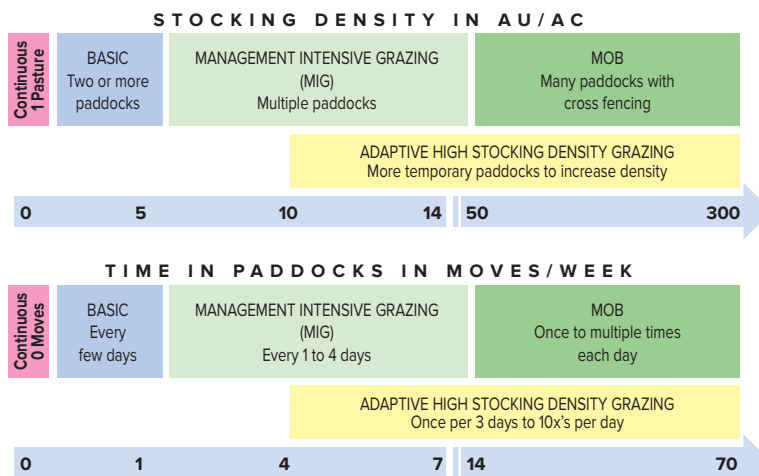 STOCKING DENSITY IN AU/AC
Continuous
1 Pasture
BASIC
Two or more
paddocks
MANAGEMENT INTENSIVE GRAZING
(MIG)
Multiple paddocks
MOB
Many paddocks with
cross fencing
ADAPTIVE HIGH STOCKING DENSITY GRAZING
More temporary paddocks to increase density
0 5 10 14 50 300
TIME IN PADDOCKS IN MOVES/WEEK
Continuous
0 Moves
BASIC
Every
few days
MANAGEMENT INTENSIVE GRAZING
(MIG)
Every 1 to 4 days
MOB
Once to multiple times
each day
ADAPTIVE HIGH STOCKING DENSITY GRAZING
Once per 3 days to 10x's per day
0 1 4 7 14 70